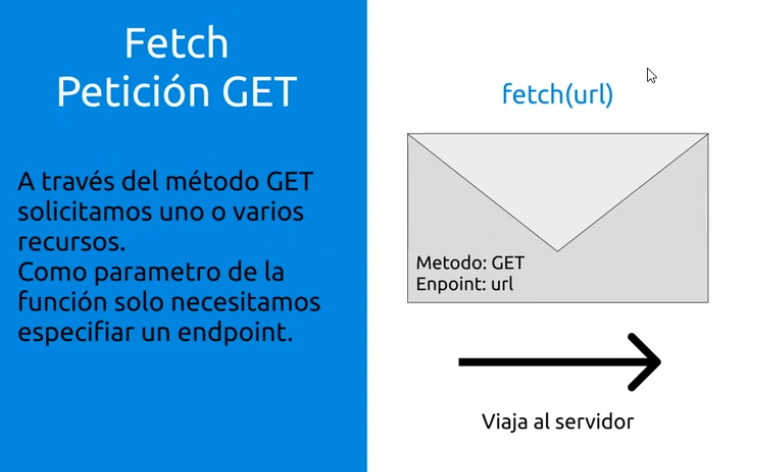 Fetch
Petición GET
A través del método GET
solicitamos uno o varios
recursos.
Como parametro de la
función solo necesitamos
especifiar un endpoint.
fetch(url)
Metodo: GET
Enpoint: url
Viaja al servidor